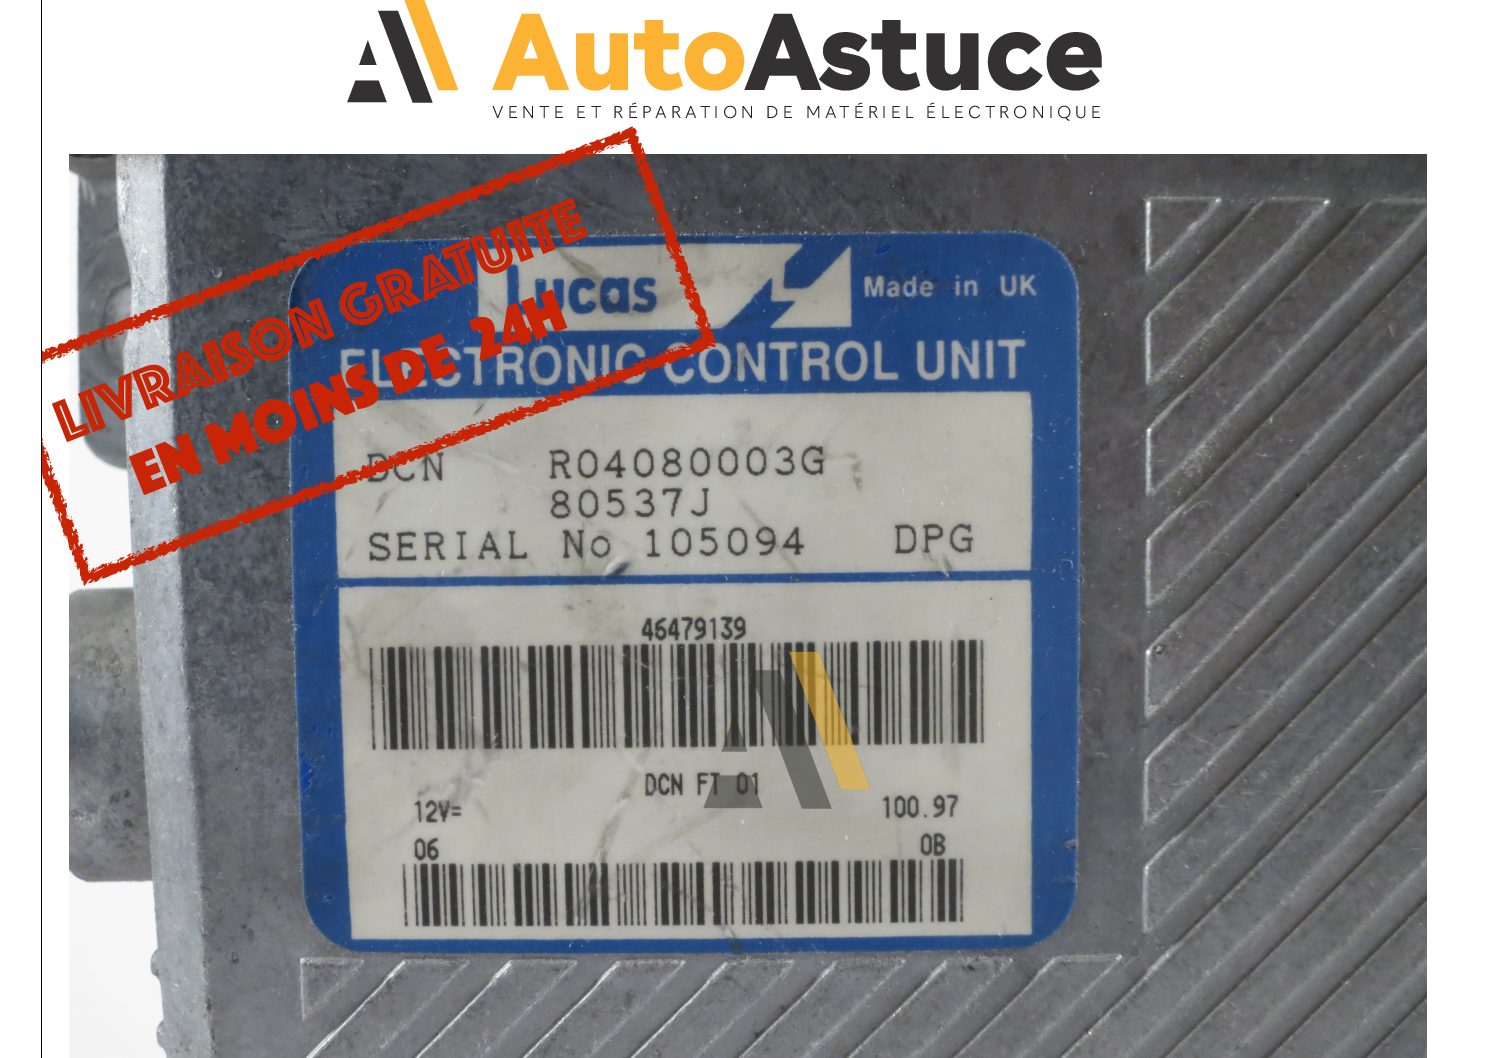 AutoAstuce
VENTE ET RÉPARATION DE MATÉRIEL ÉLECTRONIQUE
LIVRAISON GRATUITE
EN MOINS DE 24H
Lucas
Made in UK
ELECTRONIC CONTROL UNIT
DCN R04080003G
80537J
SERIAL No 105094 DPG
46479139
DCN FT 01
12V= 100.97
06 0B